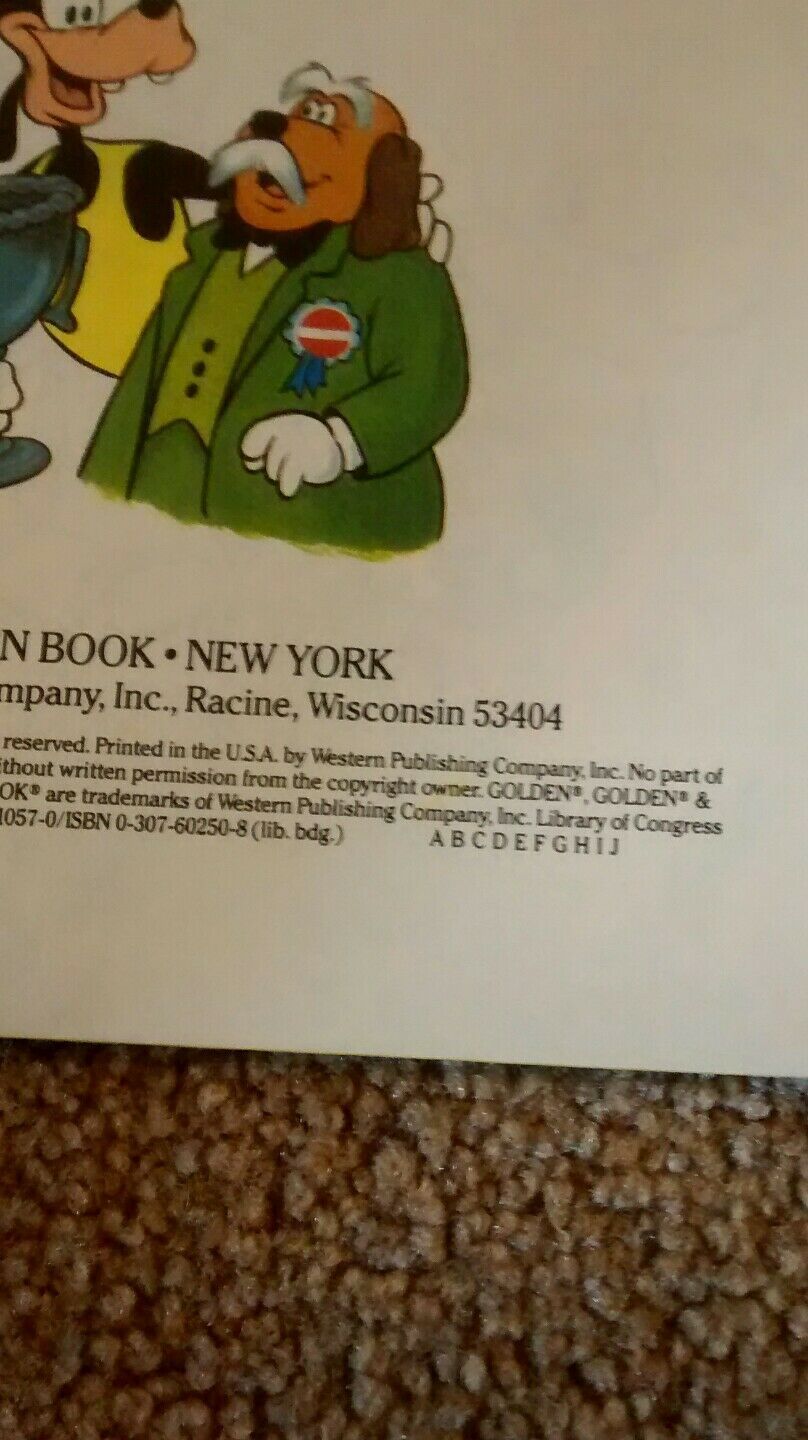 N BOOK • NEW YORK
mpany, Inc., Racine, Wisconsin 53404
reserved. Printed in the U.S.A. by Western Publishing Company, Inc. No part of
ithout written permission from the copyright owner. GOLDEN®, GOLDEN® &
OK® are trademarks of Western Publishing Company, Inc. Library of Congress
1057-0/ISBN 0-307-60250-8 (lib. bdg.) A B C D E F G H I J